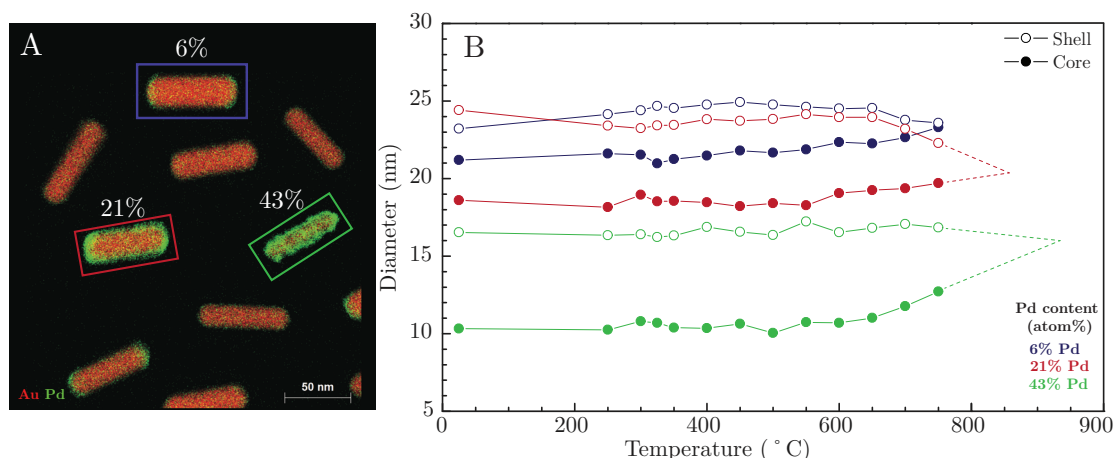 A
6%
21%
43%
Au Pd
50 nm
B
Shell
Core
30
25
20
15
10
5
Diameter (nm)
0
200
400
600
800
900
Temperature ( °C)
Pd content
(atom%)
6% Pd
21% Pd
43% Pd